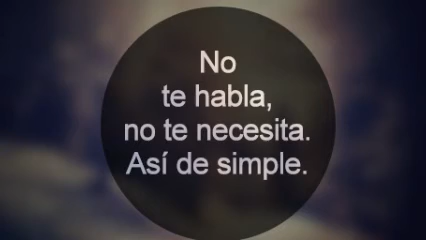 No
te habla,
no te necesita.
Así de simple.